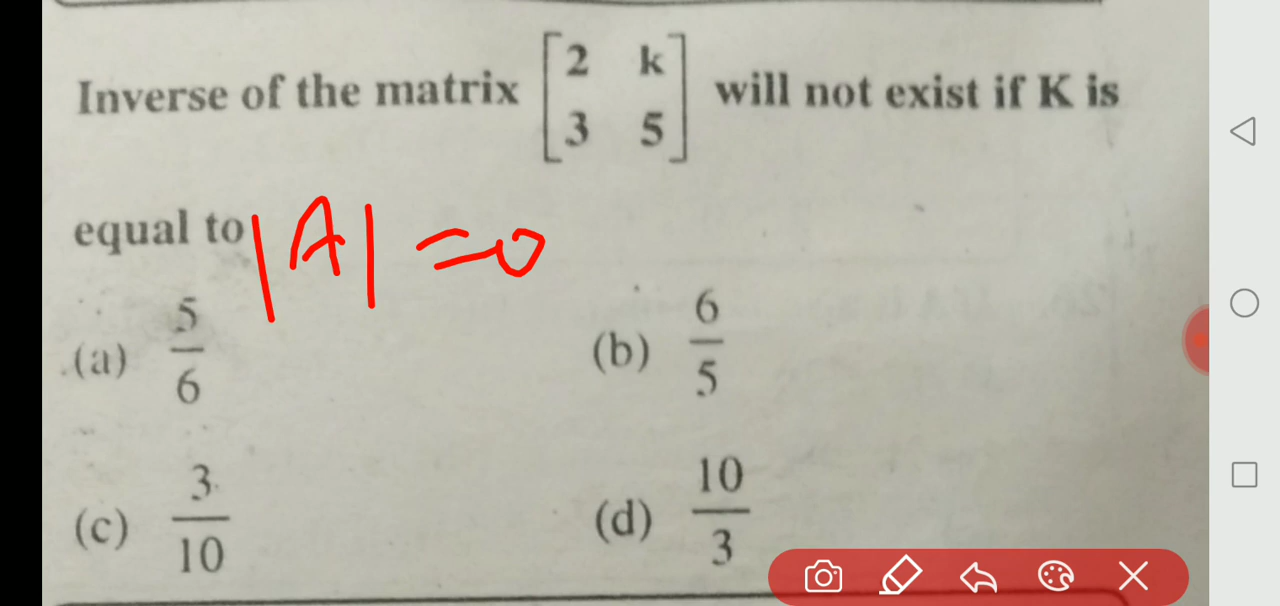 Inverse of the matrix [2 k
3 5] will not exist if K is
equal to |A| = 0
(a) 5/6 (b) 6/5
(c) 3/10 (d) 10/3